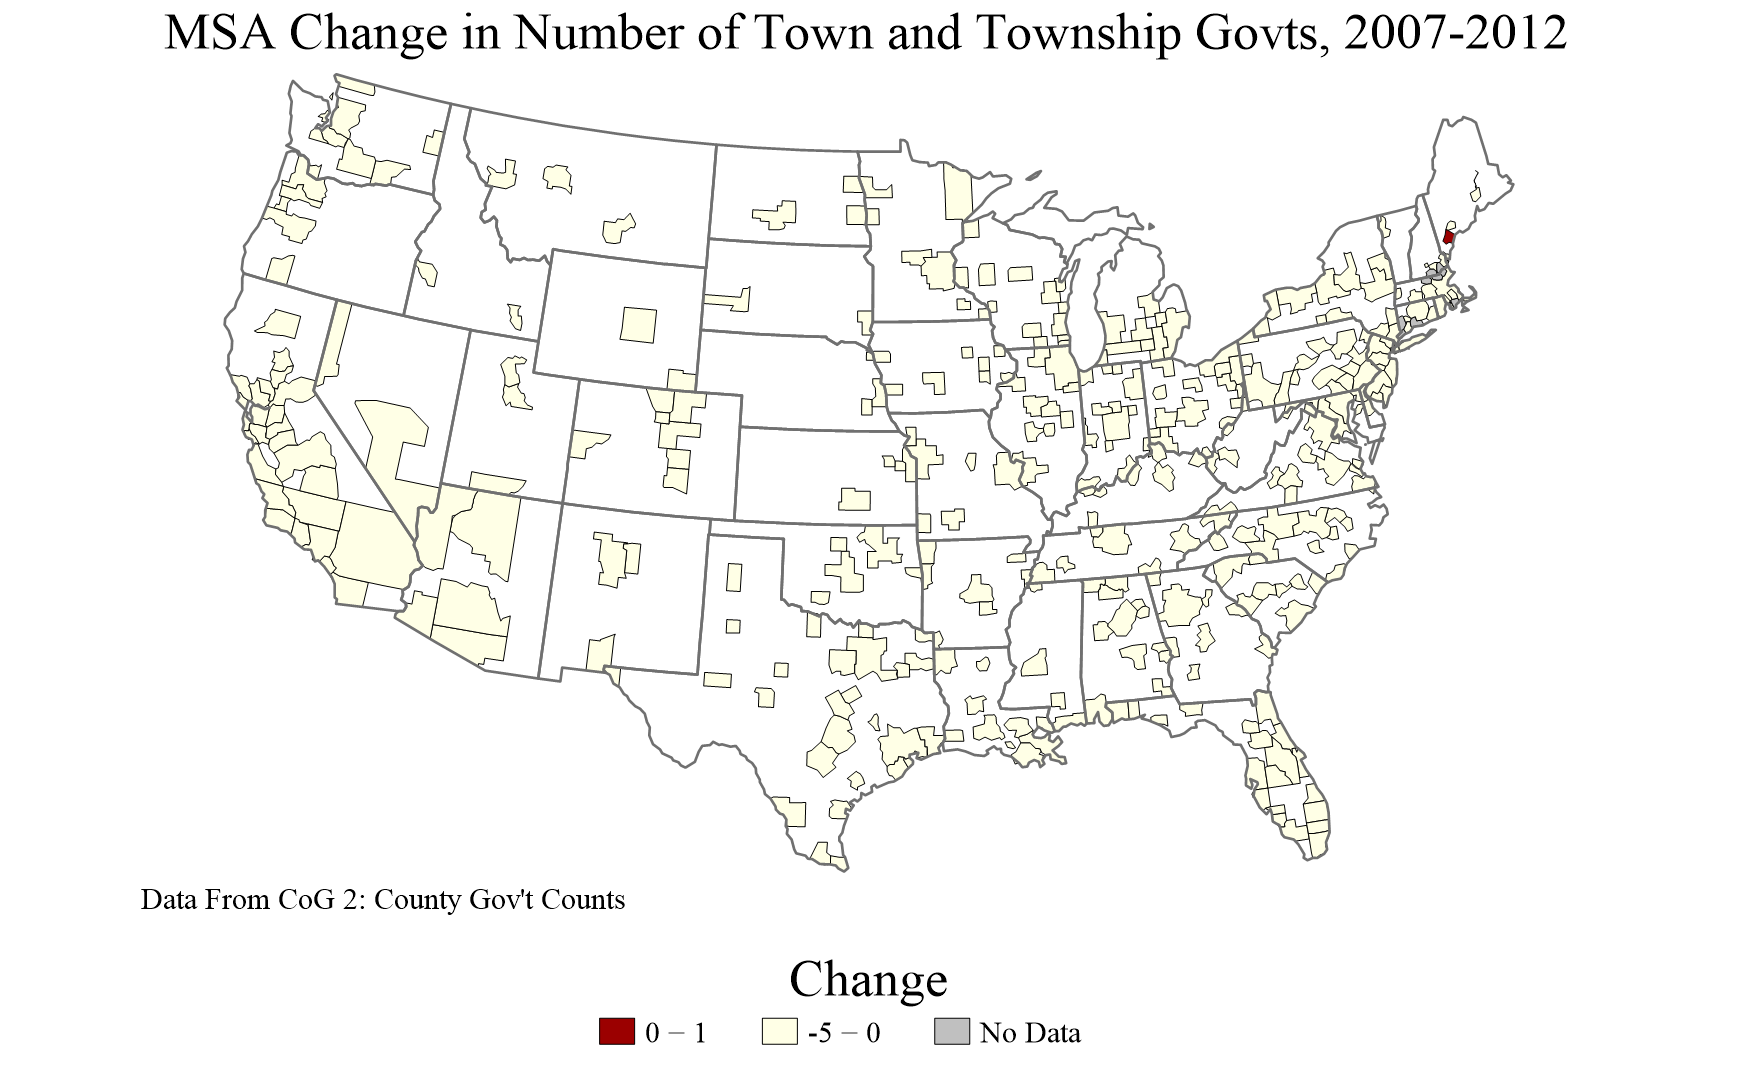 MSA Change in Number of Town and Township Govts, 2007-2012
Data From CoG 2: County Gov't Counts
Change
0 − 1
-5 − 0
No Data